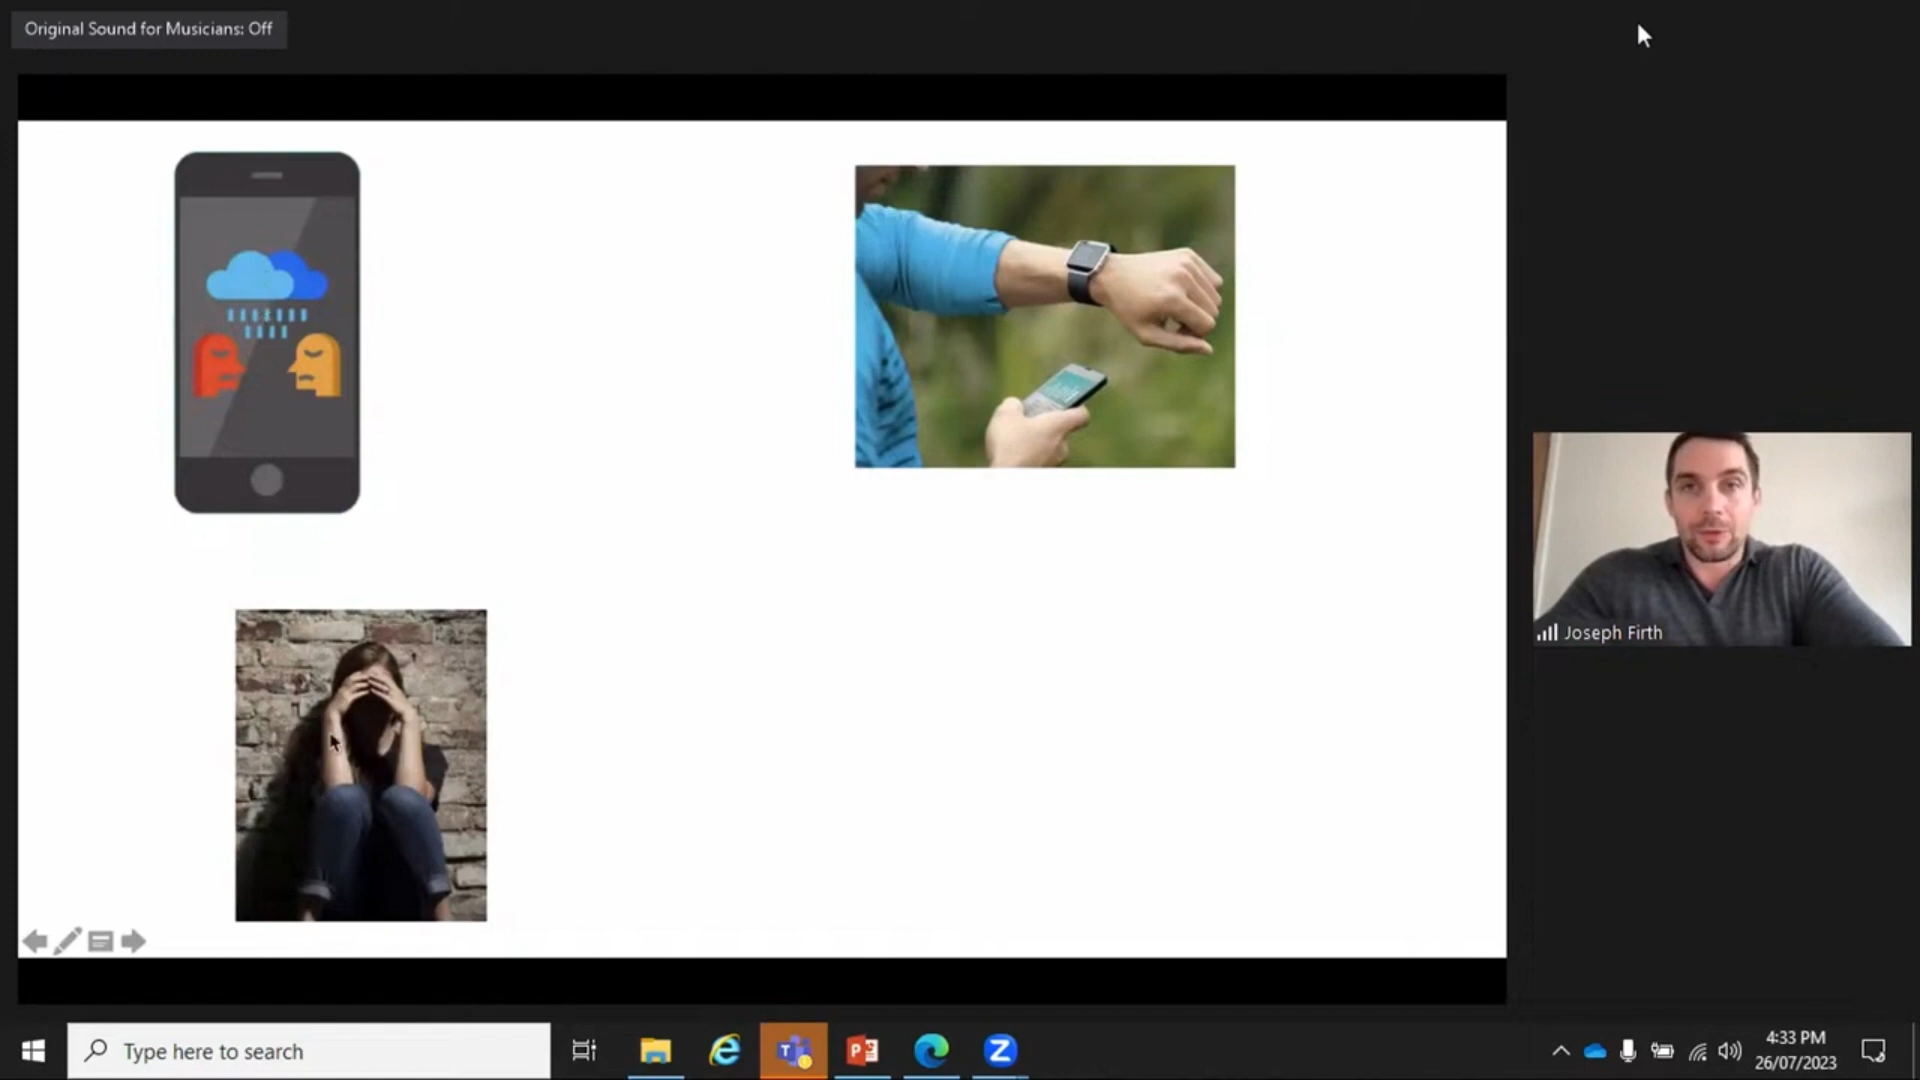 Original Sound for Musicians: Off
Joseph Firth
Type here to search
4:33 PM
26/07/2023